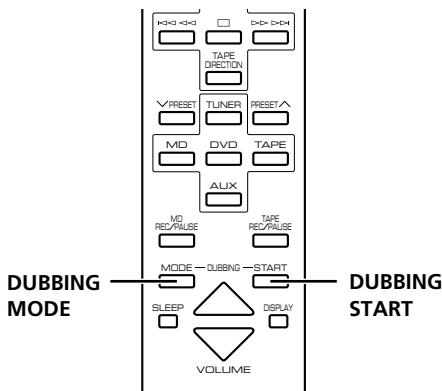 TAPE
DIRECTION
PRESET TUNER PRESET
MD DVD TAPE
AUX
MD
REC/PAUSE
TAPE
REC/PAUSE
MODE DUBBING START
DUBBING
MODE
DUBBING
START
SLEEP DISPLAY
VOLUME